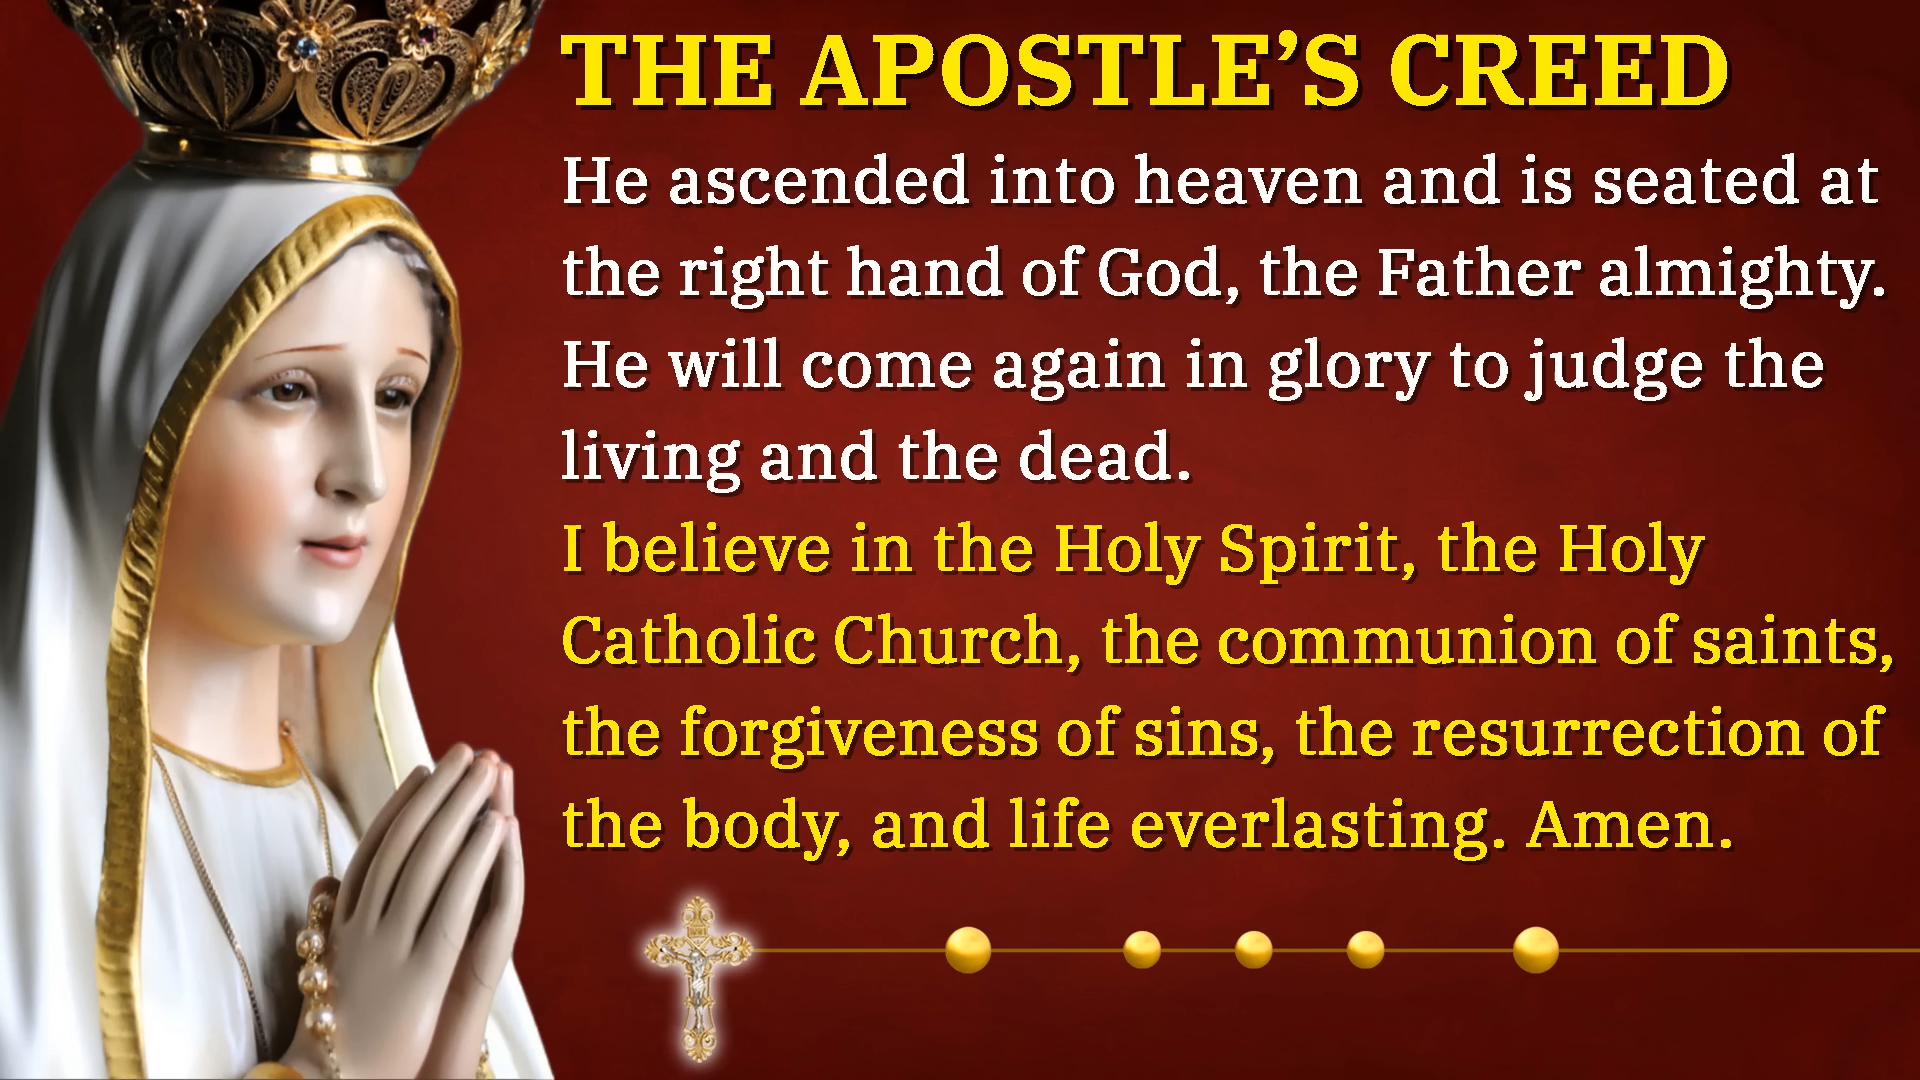 THE APOSTLE’S CREED
He ascended into heaven and is seated at
the right hand of God, the Father almighty.
He will come again in glory to judge the
living and the dead.
I believe in the Holy Spirit, the Holy
Catholic Church, the communion of saints,
the forgiveness of sins, the resurrection of
the body, and life everlasting. Amen.